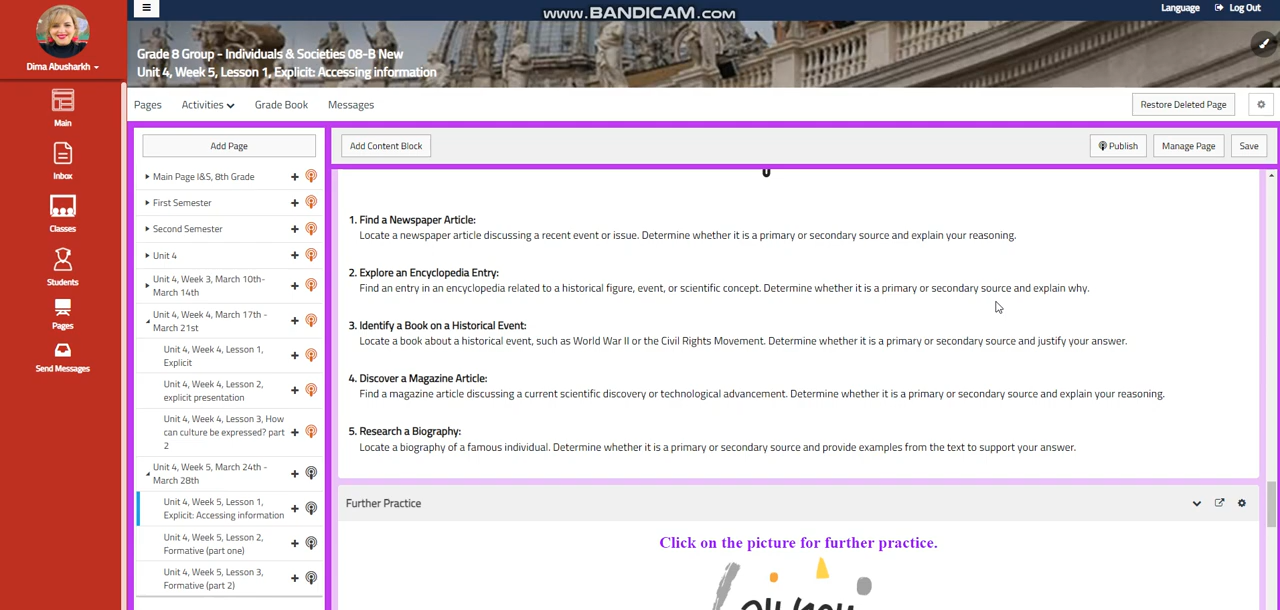 www.BANDICAM.com
Language
Log Out
Grade 8 Group - Individuals & Societies 08-B New
Unit 4, Week 5, Lesson 1, Explicit: Accessing information
Dima Abusharkh
Main
Inbox
Classes
Students
Pages
Send Messages
Pages Activities Grade Book Messages
Restore Deleted Page
Add Page
Add Content Block
Publish
Manage Page
Save
Main Page I&S, 8th Grade
First Semester
Second Semester
Unit 4
Unit 4, Week 3, March 10th-
March 14th
Unit 4, Week 4, March 17th -
March 21st
Unit 4, Week 4, Lesson 1,
Explicit
Unit 4, Week 4, Lesson 2,
explicit presentation
Unit 4, Week 4, Lesson 3, How
can culture be expressed? part
2
Unit 4, Week 5, March 24th -
March 28th
Unit 4, Week 5, Lesson 1,
Explicit: Accessing information
Unit 4, Week 5, Lesson 2,
Formative (part one)
Unit 4, Week 5, Lesson 3,
Formative (part 2)
1. Find a Newspaper Article:
Locate a newspaper article discussing a recent event or issue. Determine whether it is a primary or secondary source and explain your reasoning.
2. Explore an Encyclopedia Entry:
Find an entry in an encyclopedia related to a historical figure, event, or scientific concept. Determine whether it is a primary or secondary source and explain why.
3. Identify a Book on a Historical Event:
Locate a book about a historical event, such as World War II or the Civil Rights Movement. Determine whether it is a primary or secondary source and justify your answer.
4. Discover a Magazine Article:
Find a magazine article discussing a current scientific discovery or technological advancement. Determine whether it is a primary or secondary source and explain your reasoning.
5. Research a Biography:
Locate a biography of a famous individual. Determine whether it is a primary or secondary source and provide examples from the text to support your answer.
Further Practice
Click on the picture for further practice.